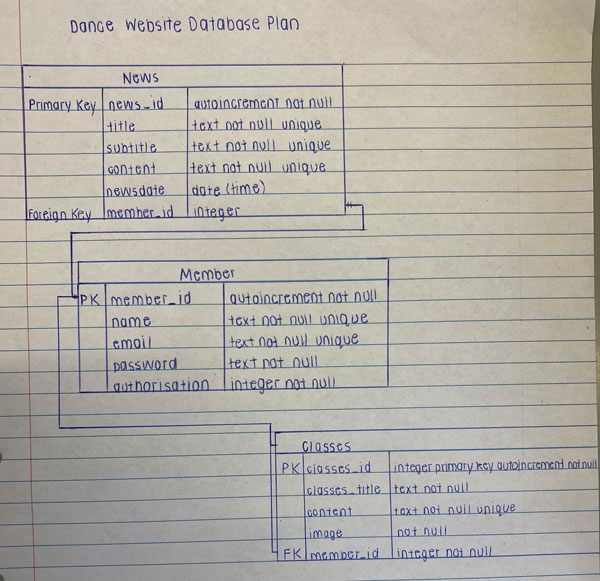 Dance Website Database Plan
News
Primary Key news_id autoincrement not null
title text not null unique
subtitle text not null unique
content text not null unique
newsdate date (time)
Foreign Key member_id integer
Member
PK member_id autoincrement not null
name text not null unique
email text not null unique
password text not null
authorisation integer not null
Classes
PK classes_id integer primary key autoincrement not null
classes_title text not null
content text not null unique
image not null
FK member_id integer not null